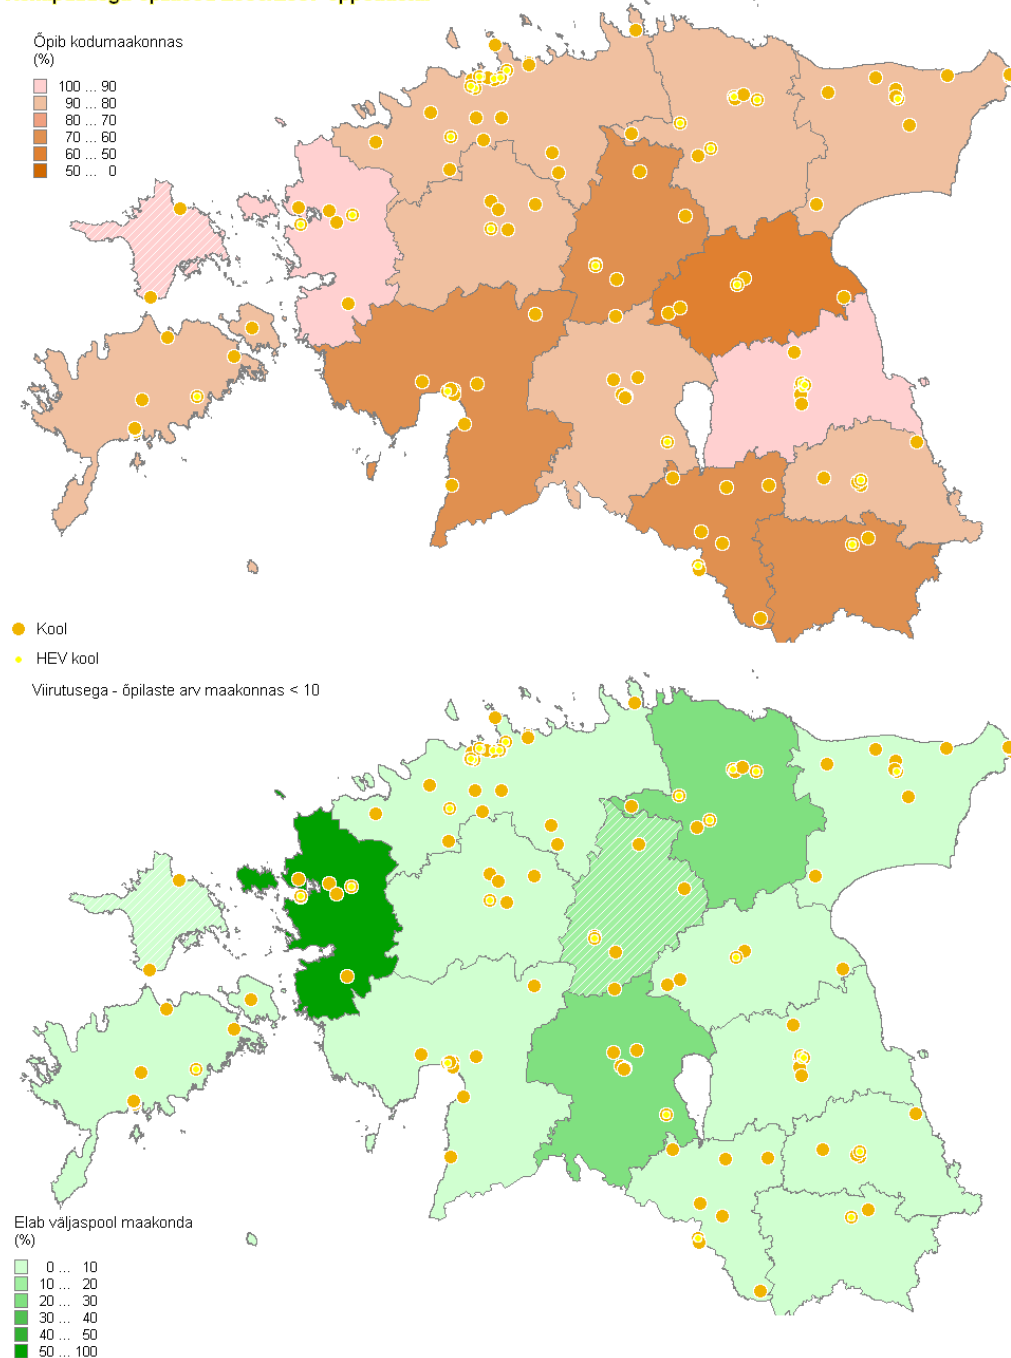 Õpib kodumaakonnas
(%)
100 ... 90
90 ... 80
80 ... 70
70 ... 60
60 ... 50
50 ... 0
Kool
HEV kool
Viirutusega - õpilaste arv maakonnas < 10
Elab väljaspool maakonda
(%)
0 ... 10
10 ... 20
20 ... 30
30 ... 40
40 ... 50
50 ... 100